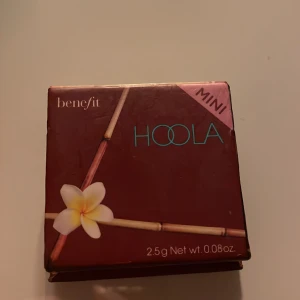 benefit
MINI
HOOLA
2.5g Net wt. 0.08oz.